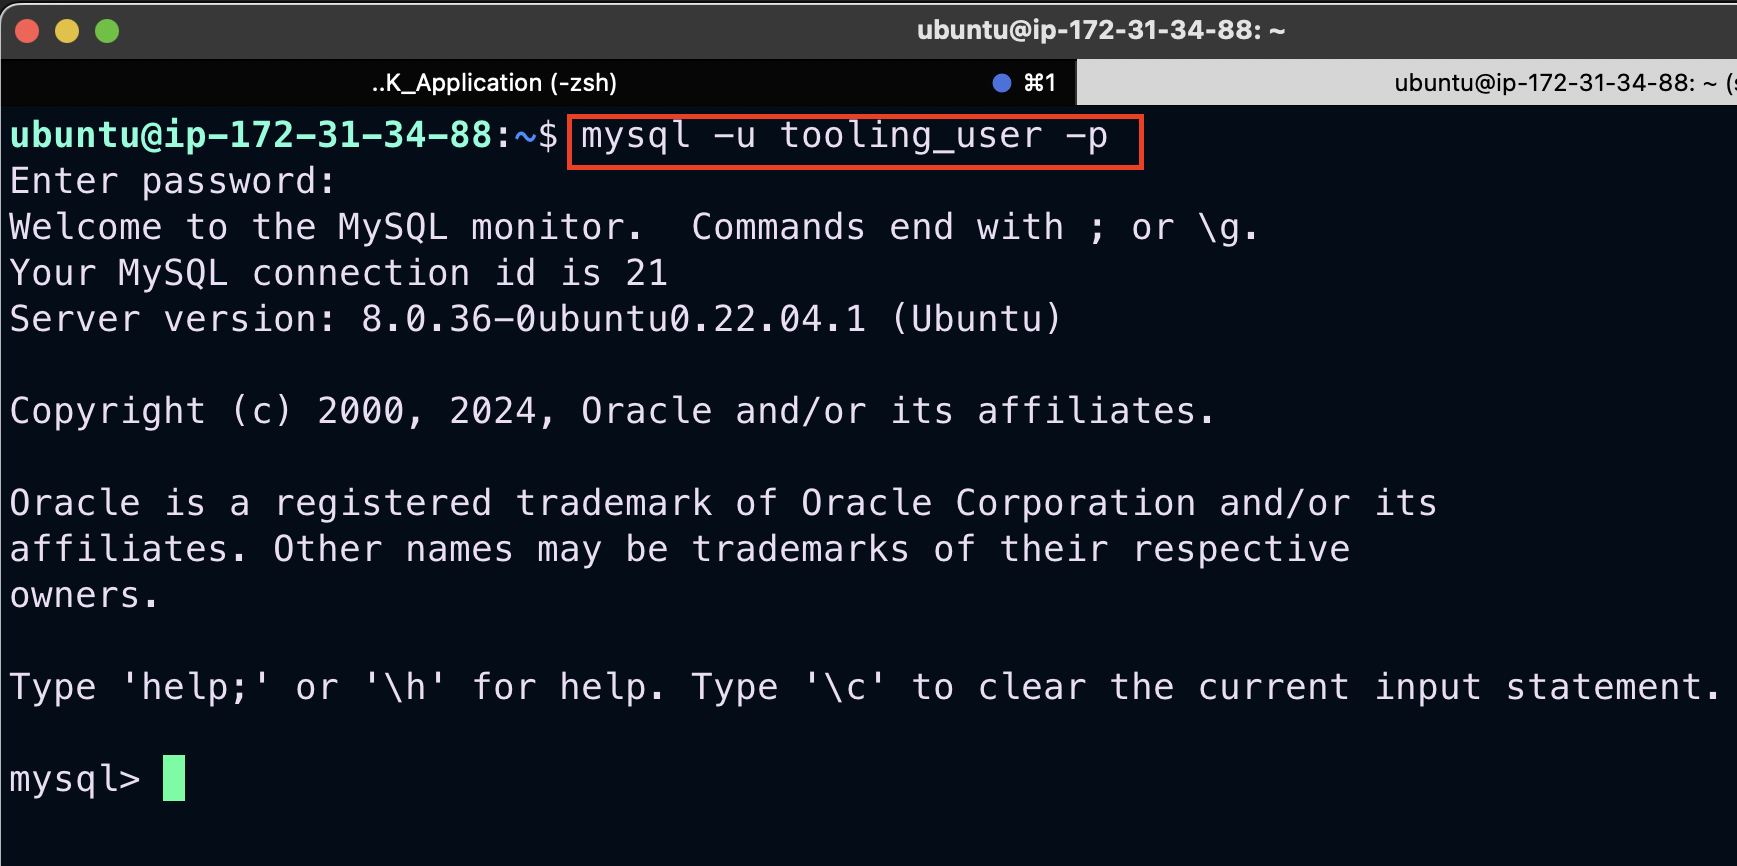 ubuntu@ip-172-31-34-88: ~
..K_Application (-zsh)
⌘1
ubuntu@ip-172-31-34-88: ~ (
ubuntu@ip-172-31-34-88:~$ mysql -u tooling_user -p
Enter password:
Welcome to the MySQL monitor.  Commands end with ; or \g.
Your MySQL connection id is 21
Server version: 8.0.36-0ubuntu0.22.04.1 (Ubuntu)
Copyright (c) 2000, 2024, Oracle and/or its affiliates.
Oracle is a registered trademark of Oracle Corporation and/or its
affiliates. Other names may be trademarks of their respective
owners.
Type 'help;' or '\h' for help. Type '\c' to clear the current input statement.
mysql>